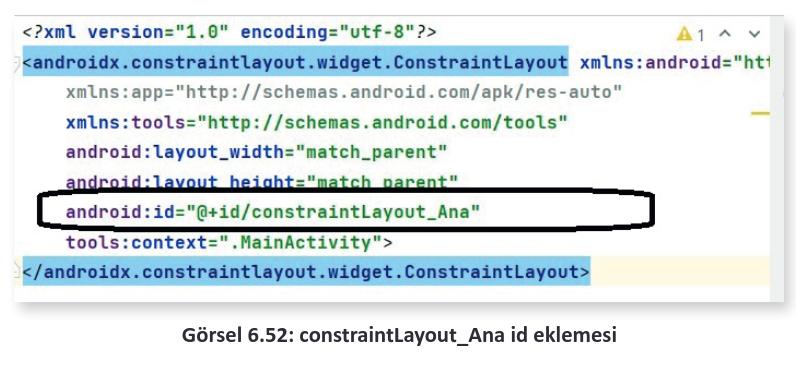 <?xml version="1.0" encoding="utf-8"?>
1
<androidx.constraintlayout.widget.ConstraintLayout xmlns:android="htt
xmlns:app="http://schemas.android.com/apk/res-auto"
xmlns:tools="http://schemas.android.com/tools"
android:layout_width="match_parent"
android:layout_height="match_parent"
android:id="@+id/constraintLayout_Ana"
tools:context=".MainActivity">
</androidx.constraintlayout.widget.ConstraintLayout>
Görsel 6.52: constraintLayout_Ana id eklemesi